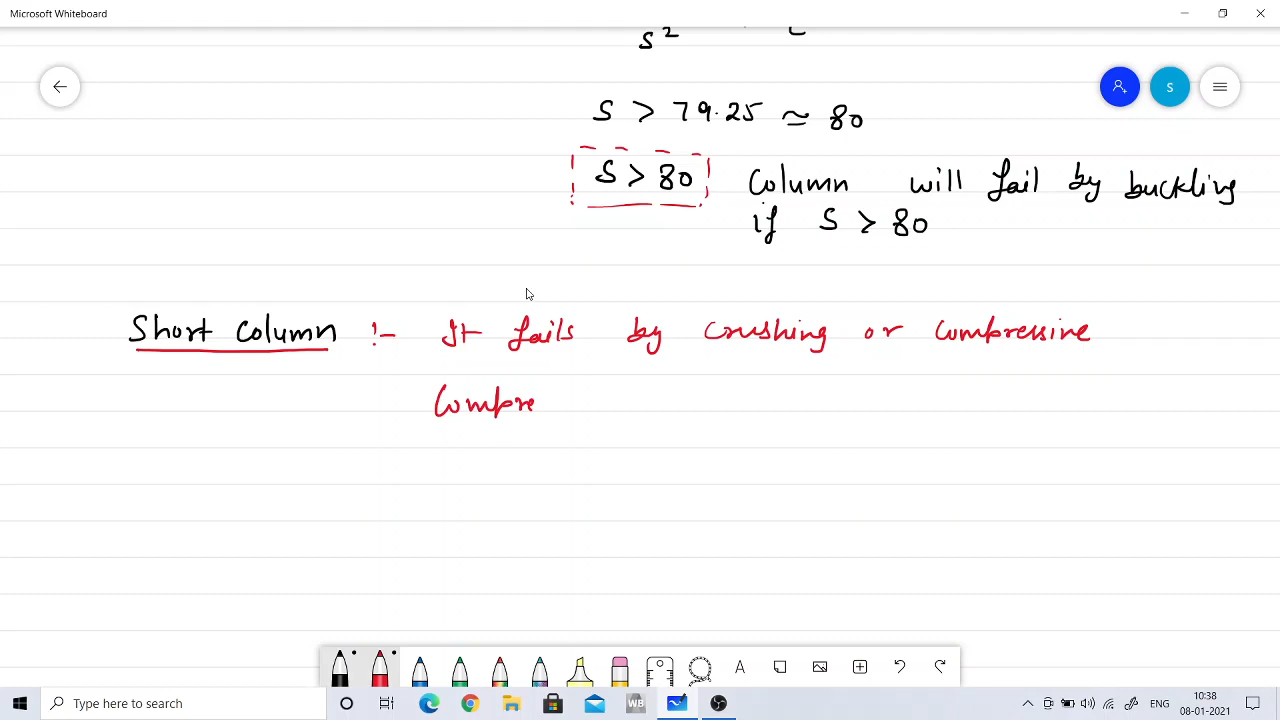 Microsoft Whiteboard
s²
S > 79.25 ≈ 80
S > 80 Column will fail by buckling
if S > 80
Short column :- It fails by crushing or compressive
Compre
Type here to search
ENG
10:38
08-01-2021